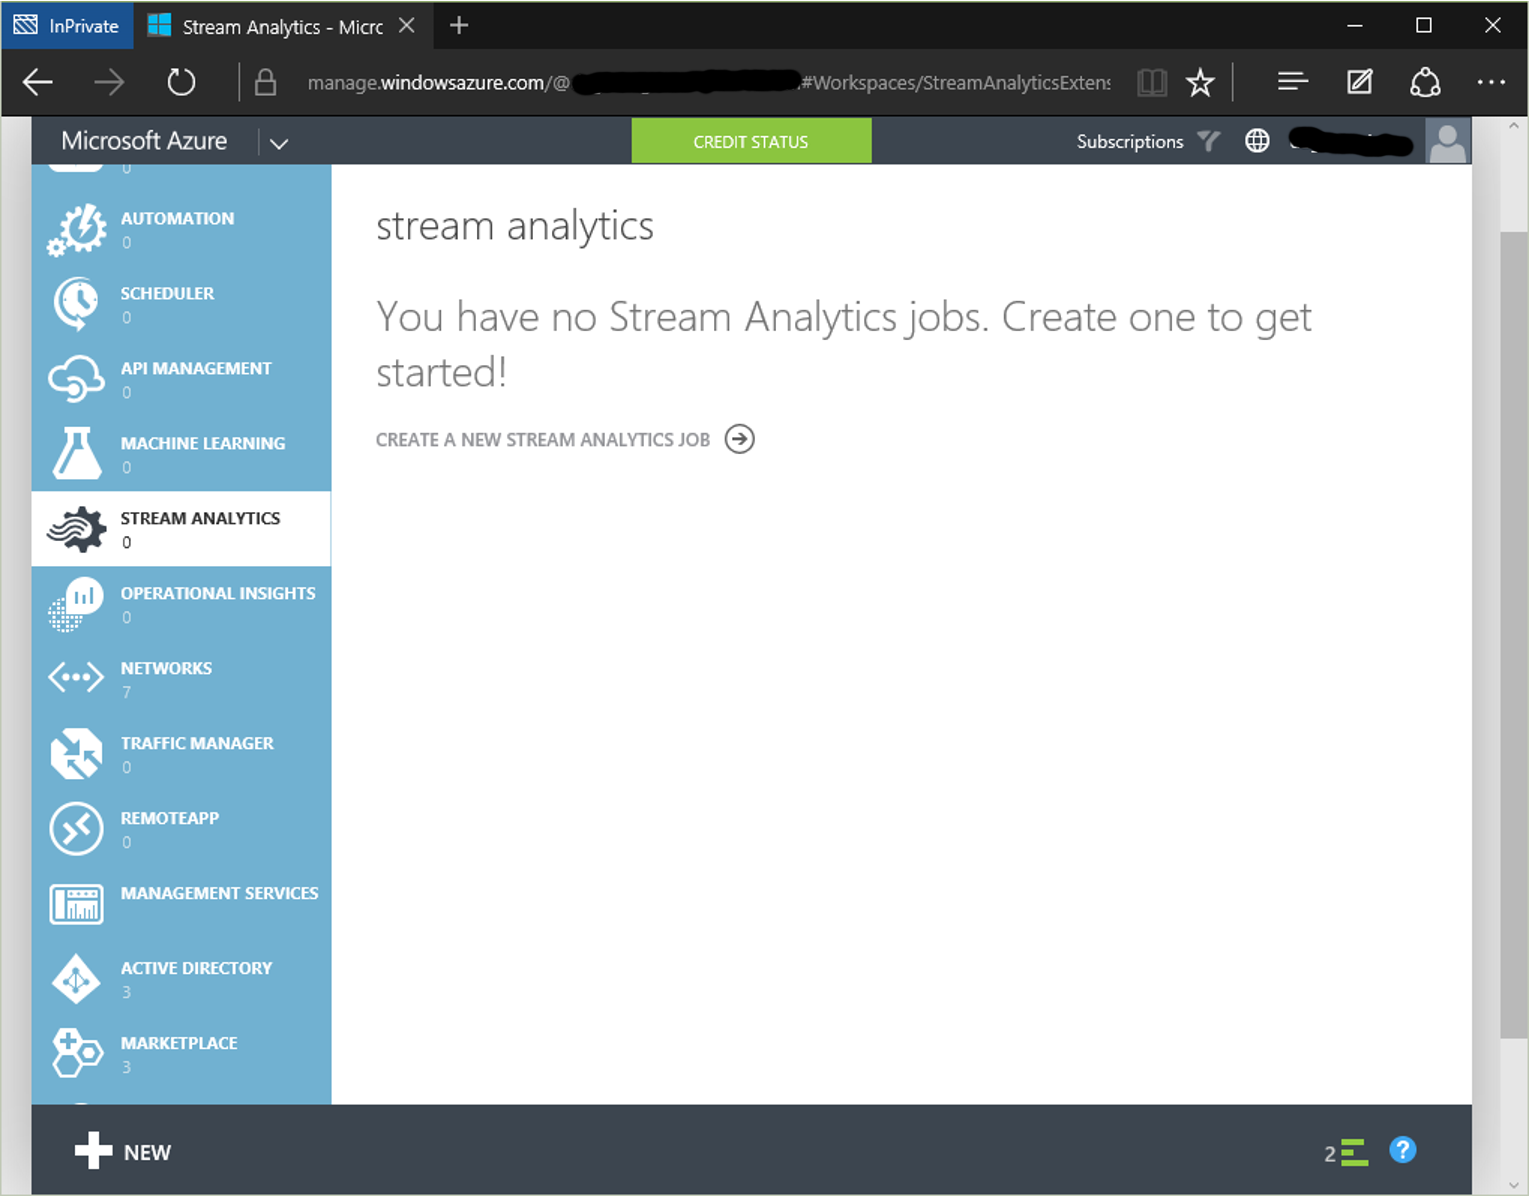 InPrivate
Stream Analytics - Micr
manage.windowsazure.com/@
#Workspaces/StreamAnalyticsExtens
Microsoft Azure
CREDIT STATUS
Subscriptions
0
AUTOMATION
0
SCHEDULER
0
API MANAGEMENT
0
MACHINE LEARNING
0
STREAM ANALYTICS
0
OPERATIONAL INSIGHTS
0
NETWORKS
7
TRAFFIC MANAGER
0
REMOTEAPP
0
MANAGEMENT SERVICES
ACTIVE DIRECTORY
3
MARKETPLACE
3
stream analytics
You have no Stream Analytics jobs. Create one to get
started!
CREATE A NEW STREAM ANALYTICS JOB
NEW
2
?